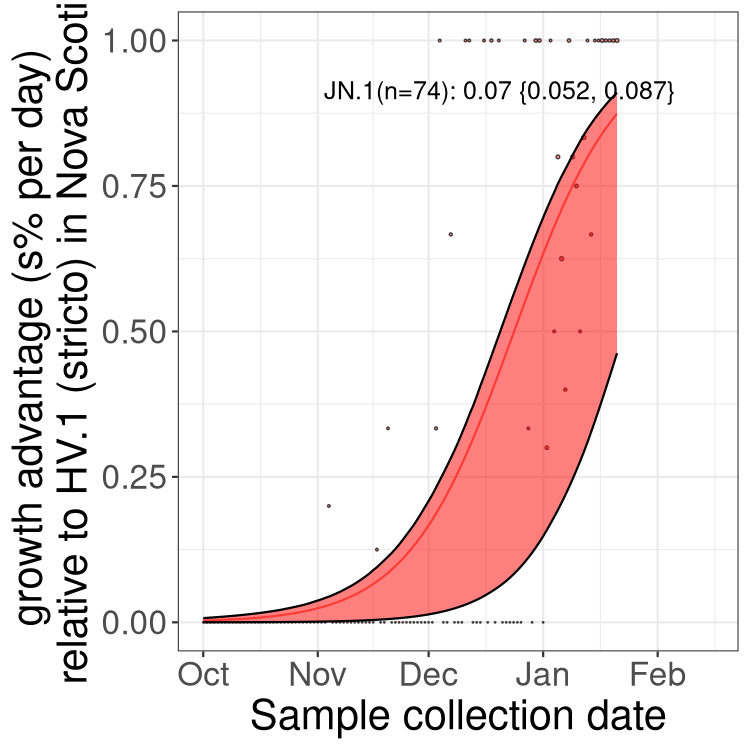 growth advantage (s% per day)
relative to HV.1 (stricto) in Nova Scoti
1.00
0.75
0.50
0.25
0.00
JN.1(n=74): 0.07 {0.052, 0.087}
Oct Nov Dec Jan Feb
Sample collection date